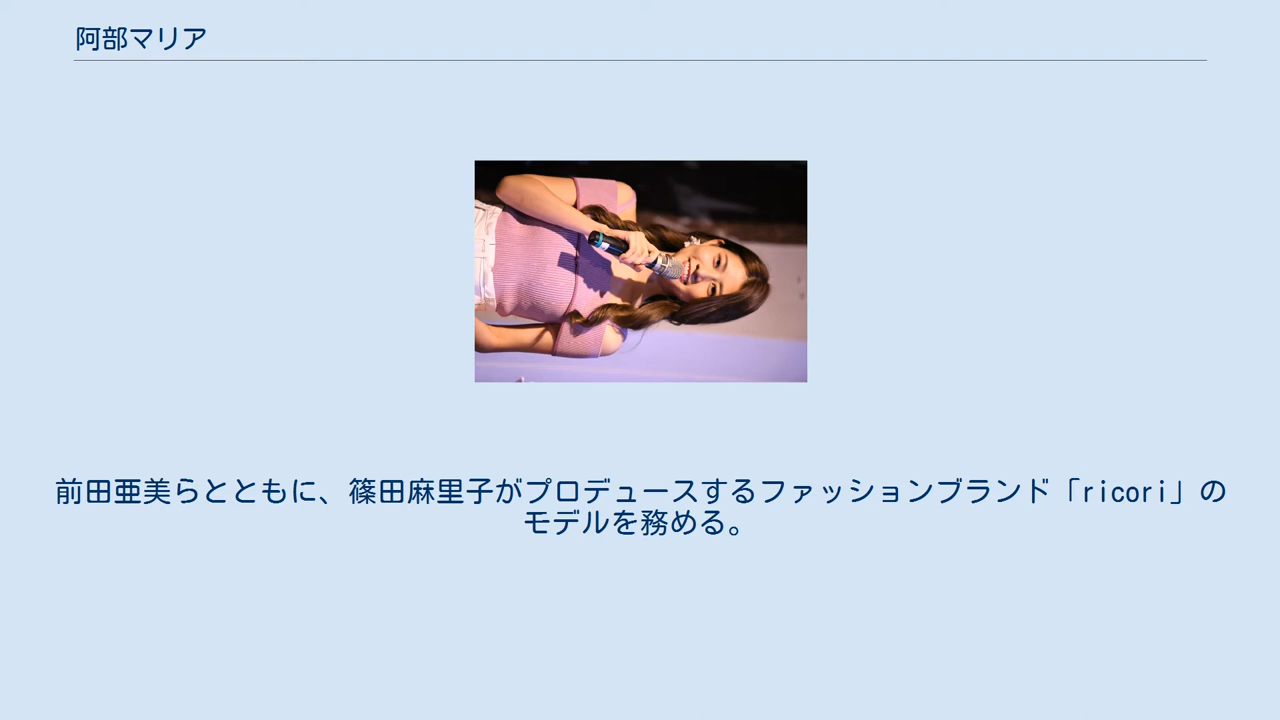 阿部マリア
前田亜美らとともに、篠田麻里子がプロデュースするファッションブランド「ricori」の
モデルを務める。